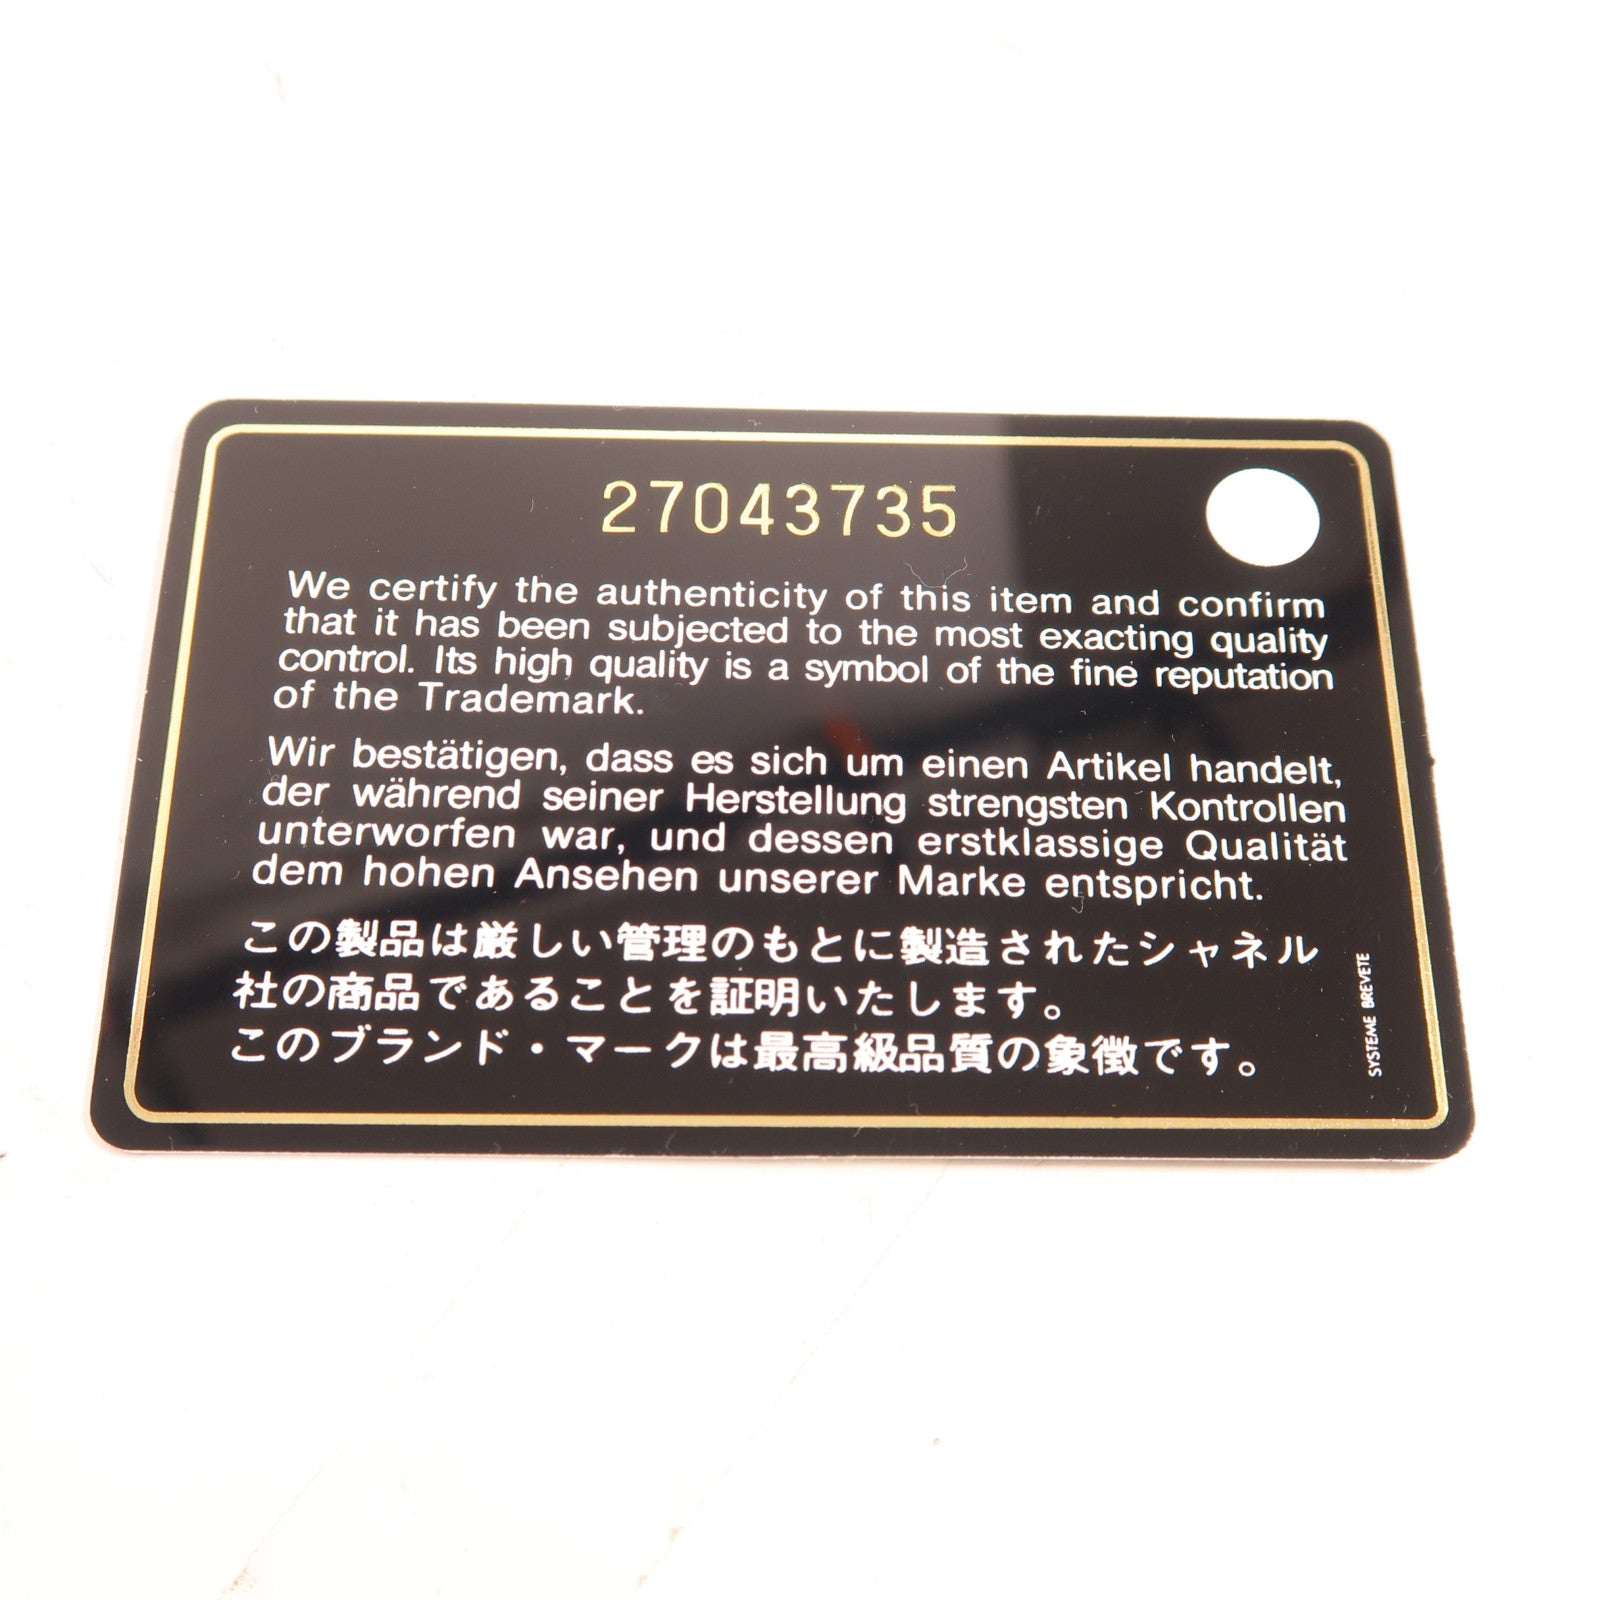 27043735
We certify the authenticity of this item and confirm
that it has been subjected to the most exacting quality
control. Its high quality is a symbol of the fine reputation
of the Trademark.
Wir bestätigen, dass es sich um einen Artikel handelt,
der während seiner Herstellung strengsten Kontrollen
unterworfen war, und dessen erstklassige Qualität
dem hohen Ansehen unserer Marke entspricht.
この製品は厳しい管理のもとに製造されたシャネル
社の商品であることを証明いたします。
このブランド・マークは最高級品質の象徴です。
SYSTEME BREVETE